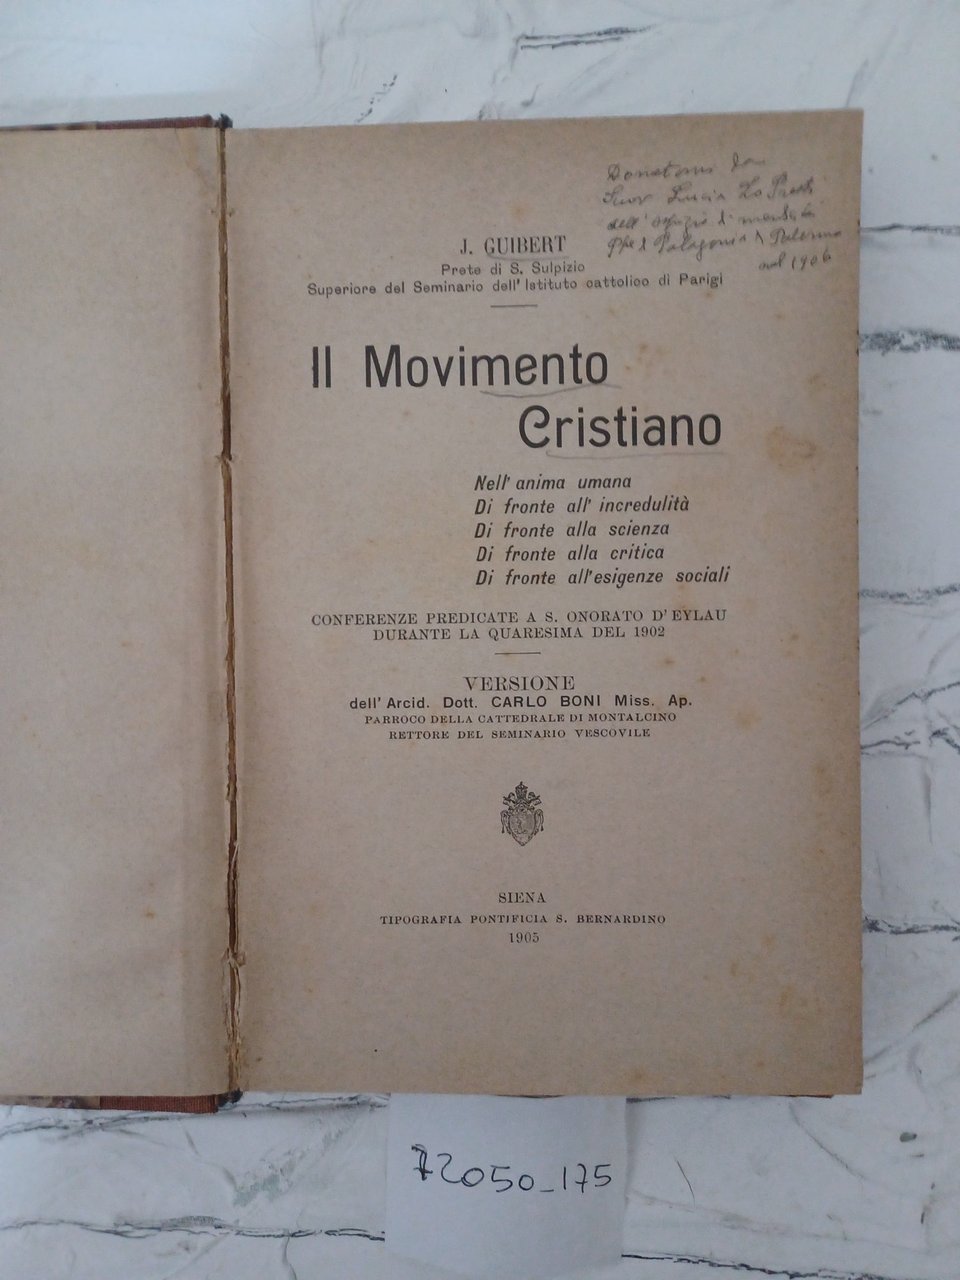 Donatomi da
Suor Lucia Lo Presti
dell'ospizio di
Palagonia Palermo
nel 1906
J. GUIBERT
Prete di S. Sulpizio
Superiore del Seminario dell' Istituto cattolico di Parigi
Il Movimento
Cristiano
Nell' anima umana
Di fronte all' incredulità
Di fronte alla scienza
Di fronte alla critica
Di fronte all'esigenze sociali
CONFERENZE PREDICATE A S. ONORATO D' EYLAU
DURANTE LA QUARESIMA DEL 1902
VERSIONE
dell' Arcid. Dott. CARLO BONI Miss. Ap.
PARROCO DELLA CATTEDRALE DI MONTALCINO
RETTORE DEL SEMINARIO VESCOVILE
SIENA
TIPOGRAFIA PONTIFICIA S. BERNARDINO
1905
72050_175